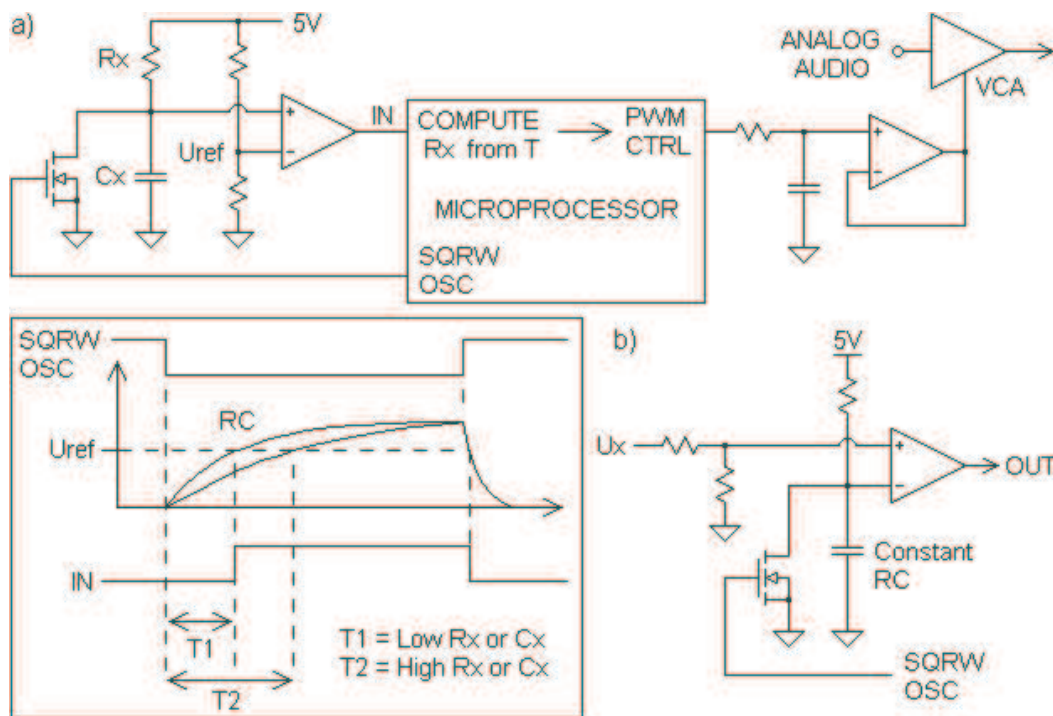 a)
5V
Rx
Cx
Uref
+
−
IN
COMPUTE
Rx from T
PWM
CTRL
MICROPROCESSOR
SQRW
OSC
+
−
ANALOG
AUDIO
VCA
SQRW
OSC
RC
Uref
IN
T1
T2
T1 = Low Rx or Cx
T2 = High Rx or Cx
b)
5V
Ux
+
−
OUT
Constant
RC
SQRW
OSC